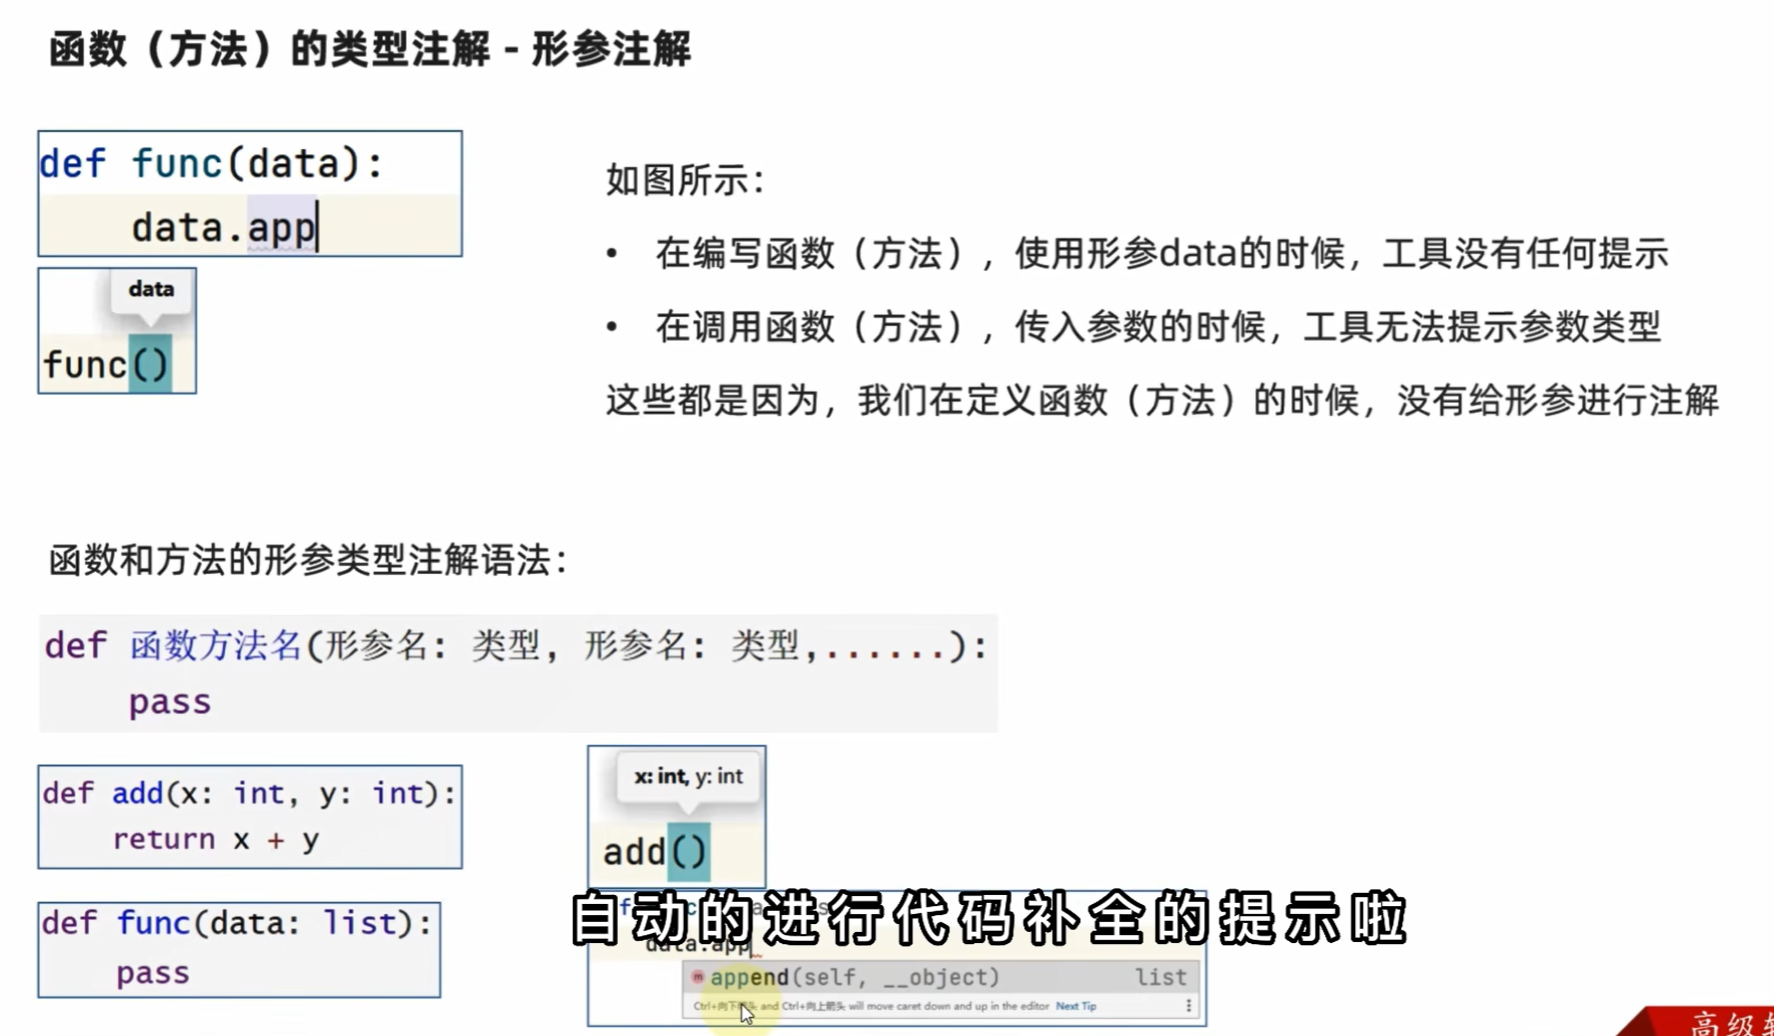 函数（方法）的类型注解 - 形参注解
def func(data):
data.app
data
func()
如图所示：
• 在编写函数（方法），使用形参data的时候，工具没有任何提示
• 在调用函数（方法），传入参数的时候，工具无法提示参数类型
这些都是因为，我们在定义函数（方法）的时候，没有给形参进行注解
函数和方法的形参类型注解语法：
def 函数方法名(形参名: 类型, 形参名: 类型,......):
pass
def add(x: int, y: int):
return x + y
x: int, y: int
add()
def func(data: list):
pass
自动的进行代码补全的提示啦
data.app
append(self, __object) list
Ctrl+向下箭头 and Ctrl+向上箭头 will move caret down and up in the editor Next Tip
高级